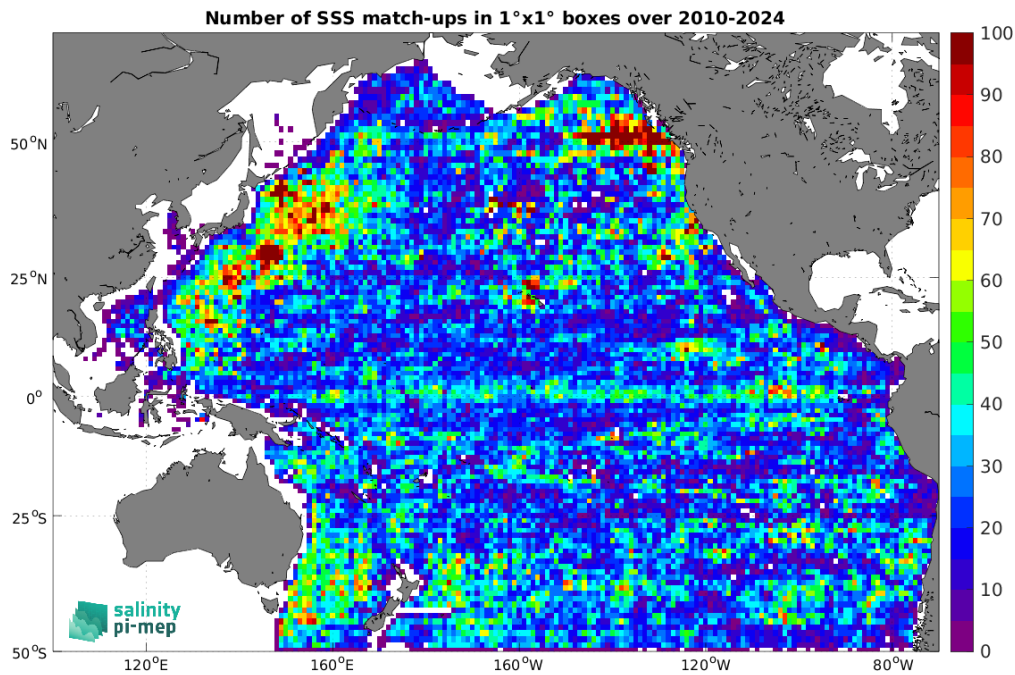 Number of SSS match-ups in 1°x1° boxes over 2010-2024
100
90
80
70
60
50
40
30
20
10
0
50°N
25°N
0°
25°S
50°S
120°E
160°E
160°W
120°W
80°W
salinity
pi-mep